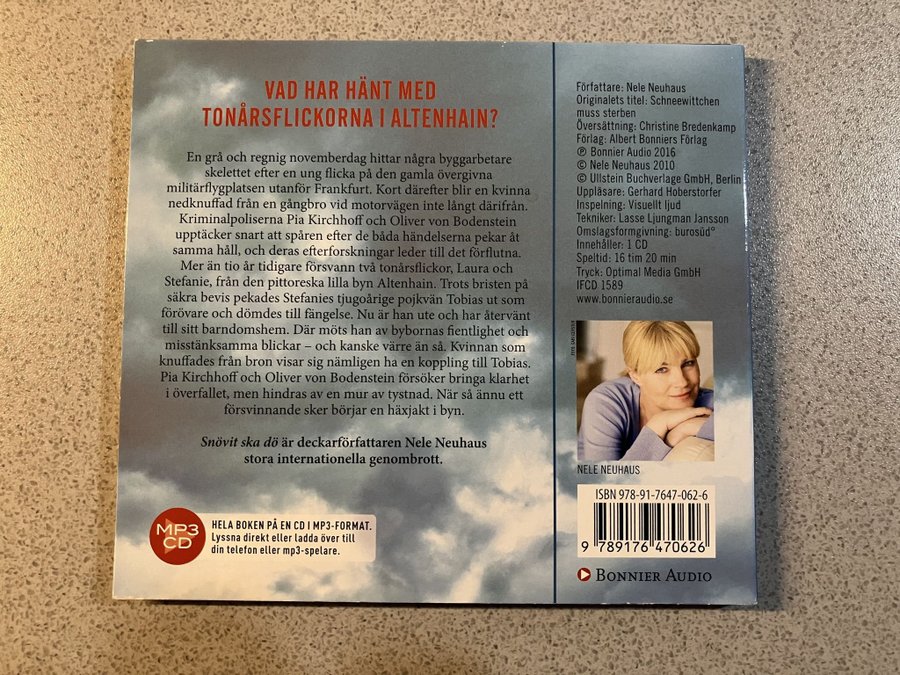 VAD HAR HÄNT MED
TONÅRSFLICKORNA I ALTENHAIN?
En grå och regnig novemberdag hittar några byggarbetare
skelettet efter en ung flicka på den gamla övergivna
militärflygplatsen utanför Frankfurt. Kort därefter blir en kvinna
nedknuffad från en gångbro vid motorvägen inte långt därifrån.
Kriminalpoliserna Pia Kirchhoff och Oliver von Bodenstein
upptäcker snart att spåren efter de båda händelserna pekar åt
samma håll, och deras efterforskningar leder till det förflutna.
Mer än tio år tidigare försvann två tonårsflickor, Laura och
Stefanie, från den pittoreska lilla byn Altenhain. Trots bristen på
säkra bevis pekades Stefanies tjugoårige pojkvän Tobias ut som
förövare och dömdes till fängelse. Nu är han ute och har återvänt
till sitt barndomshem. Där möts han av bybornas fientlighet och
misstänksamma blickar – och kanske värre än så. Kvinnan som
knuffades från bron visar sig nämligen ha en koppling till Tobias.
Pia Kirchhoff och Oliver von Bodenstein försöker bringa klarhet
i överfallet, men hindras av en mur av tystnad. När så ännu ett
försvinnande sker börjar en häxjakt i byn.
Snövit ska dö är deckarförfattaren Nele Neuhaus
stora internationella genombrott.
MP3
CD
HELA BOKEN PÅ EN CD I MP3-FORMAT.
Lyssna direkt eller ladda över till
din telefon eller mp3-spelare.
Författare: Nele Neuhaus
Originalets titel: Schneewittchen
muss sterben
Översättning: Christine Bredenkamp
Förlag: Albert Bonniers Förlag
℗ Bonnier Audio 2016
© Nele Neuhaus 2010
© Ullstein Buchverlage GmbH, Berlin
Uppläsare: Gerhard Hoberstorfer
Inspelning: Visuellt ljud
Tekniker: Lasse Ljungman Jansson
Omslagsformgivning: burosüd°
Innehåller: 1 CD
Speltid: 16 tim 20 min
Tryck: Optimal Media GmbH
IFCD 1589
www.bonnieraudio.se
NELE NEUHAUS
ISBN 978-91-7647-062-6
9 789176 470626
BONNIER AUDIO